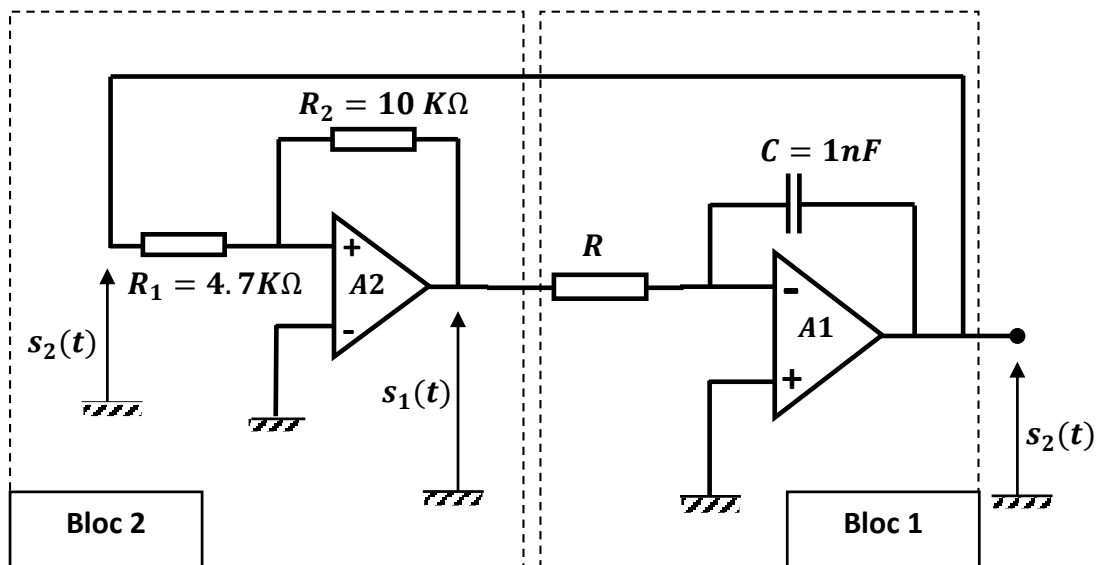 R₂ = 10 KΩ
C = 1nF
+
A2
-
R₁ = 4.7KΩ
R
-
A1
+
s₂(t)
s₁(t)
s₂(t)
Bloc 2
Bloc 1